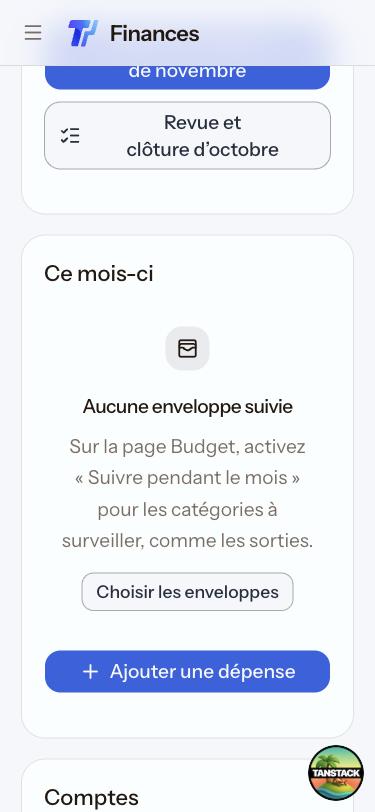 Finances
de novembre
Revue et
clôture d’octobre
Ce mois-ci
Aucune enveloppe suivie
Sur la page Budget, activez
« Suivre pendant le mois »
pour les catégories à
surveiller, comme les sorties.
Choisir les enveloppes
Ajouter une dépense
TANSTACK
Comptes